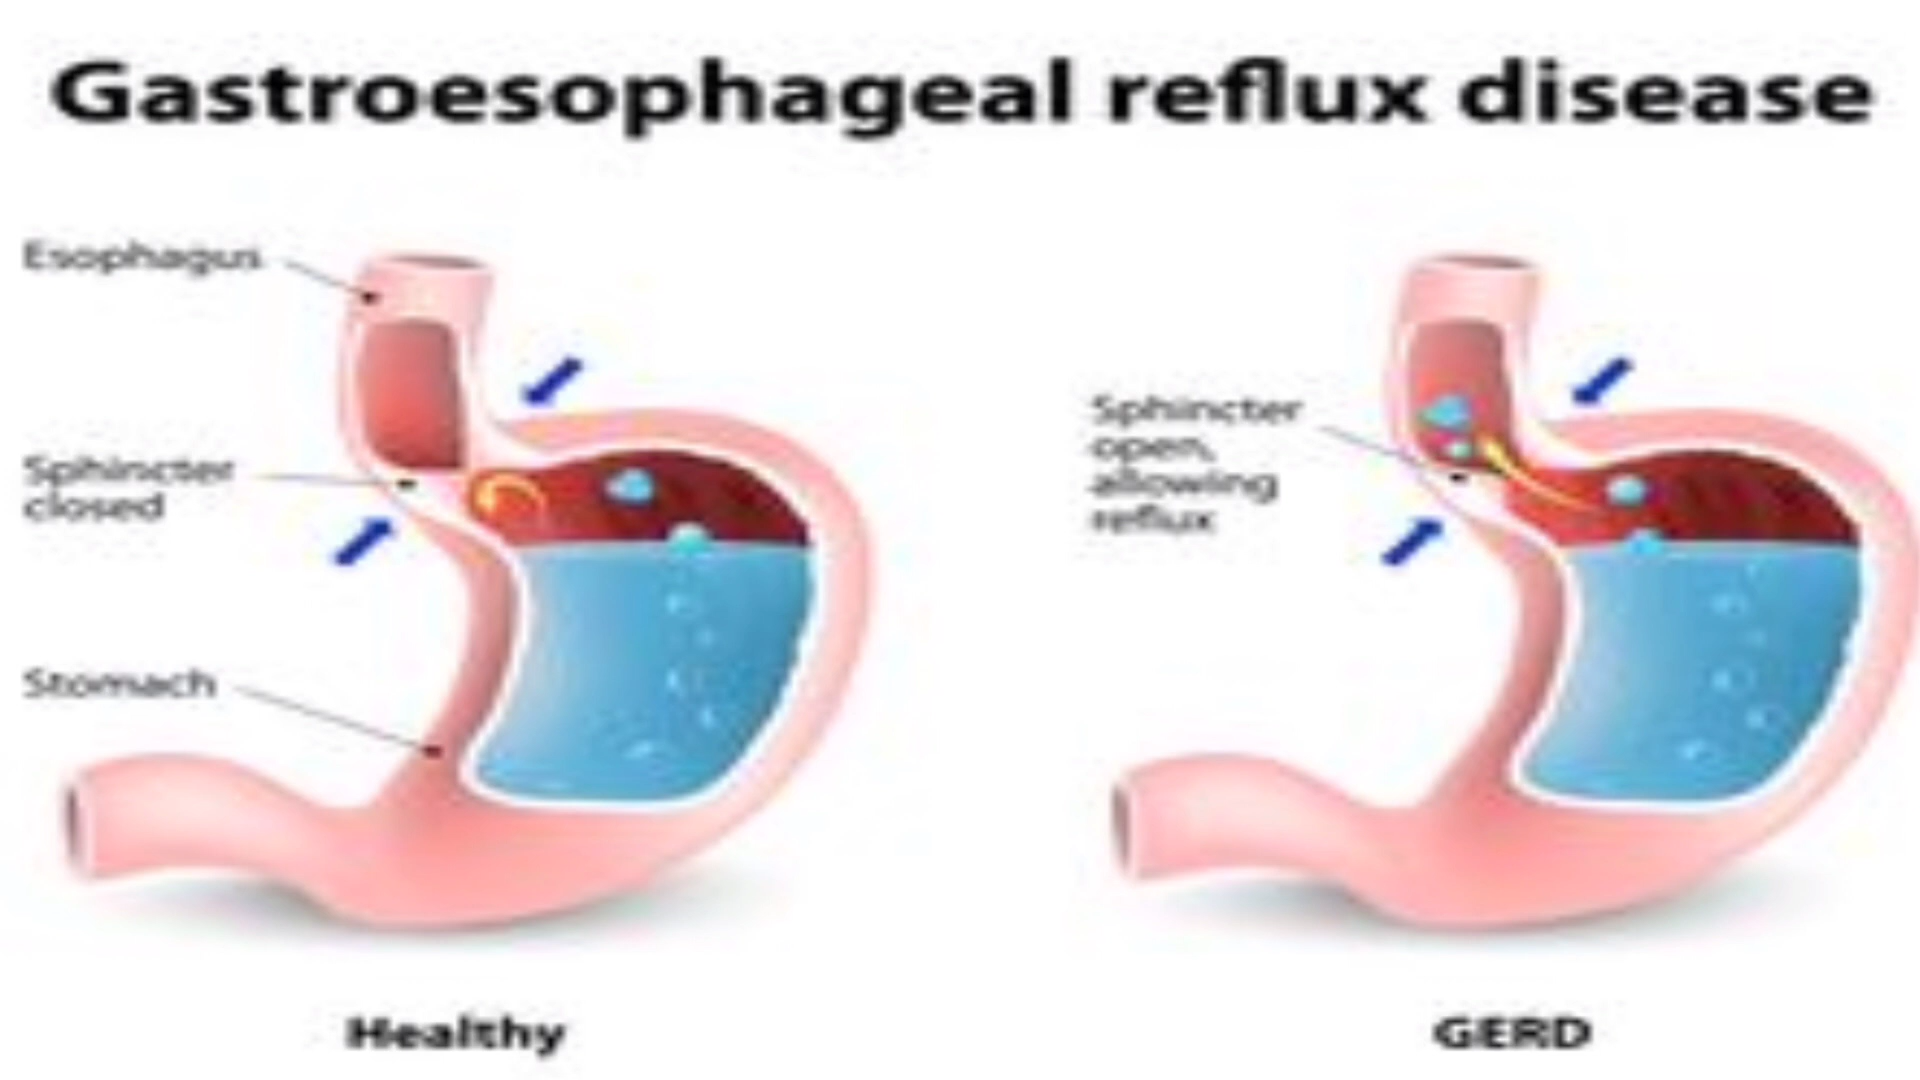 Gastroesophageal reflux disease
Esophagus
Sphincter
closed
Stomach
Sphincter
open,
allowing
reflux
Healthy
GERD